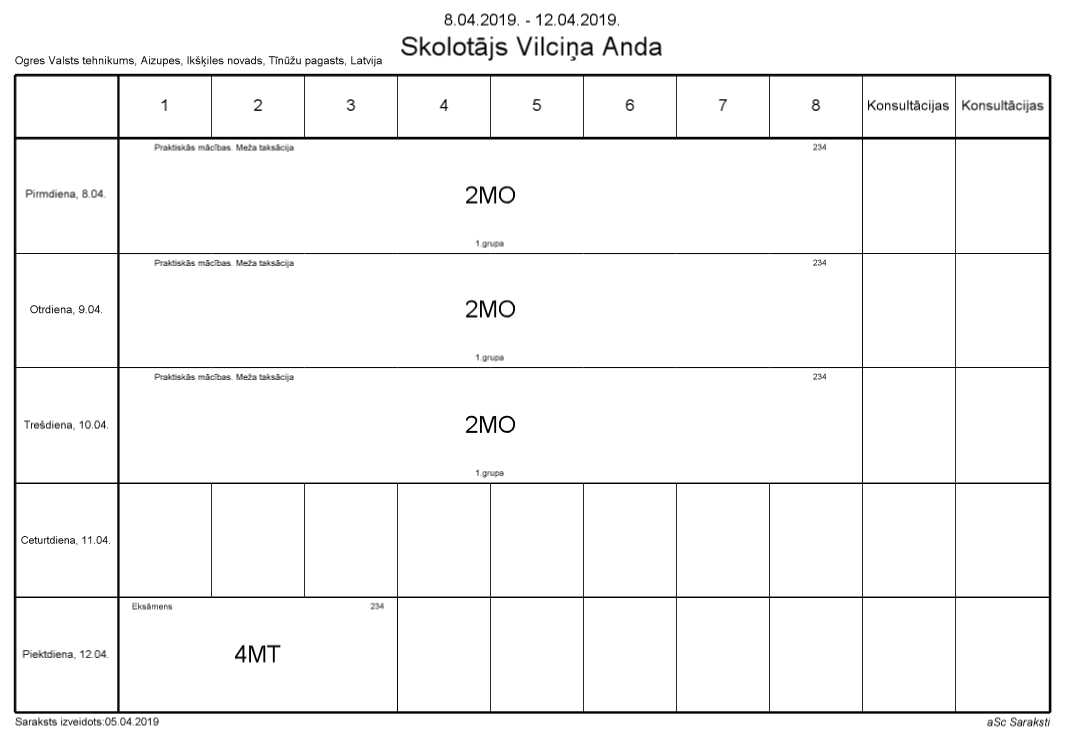 8.04.2019. - 12.04.2019.
Skolotājs Vilciņa Anda
Ogres Valsts tehnikums, Aizupes, Ikšķiles novads, Tīnūžu pagasts, Latvija
1 2 3 4 5 6 7 8 Konsultācijas Konsultācijas
Praktiskās mācības. Meža taksācija 234
Pirmdiena, 8.04. 2MO
1.grupa
Praktiskās mācības. Meža taksācija 234
Otrdiena, 9.04. 2MO
1.grupa
Praktiskās mācības. Meža taksācija 234
Trešdiena, 10.04. 2MO
1.grupa
Ceturtdiena, 11.04.
Eksāmens 234
Piektdiena, 12.04. 4MT
Saraksts izveidots:05.04.2019 aSc Saraksti